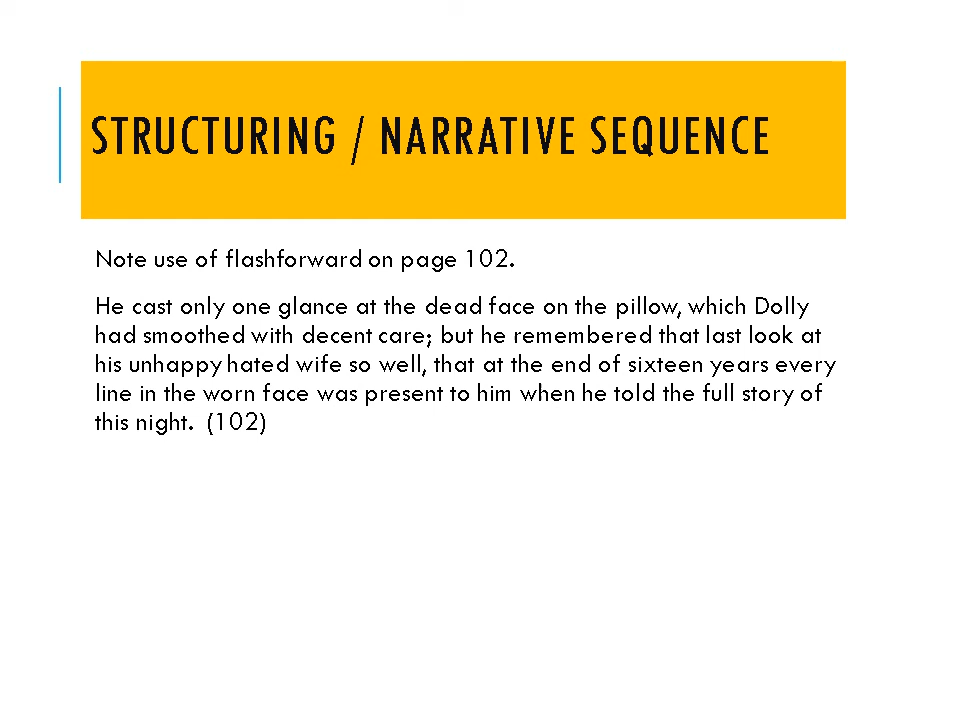 STRUCTURING / NARRATIVE SEQUENCE
Note use of flashforward on page 102.
He cast only one glance at the dead face on the pillow, which Dolly
had smoothed with decent care; but he remembered that last look at
his unhappy hated wife so well, that at the end of sixteen years every
line in the worn face was present to him when he told the full story of
this night. (102)